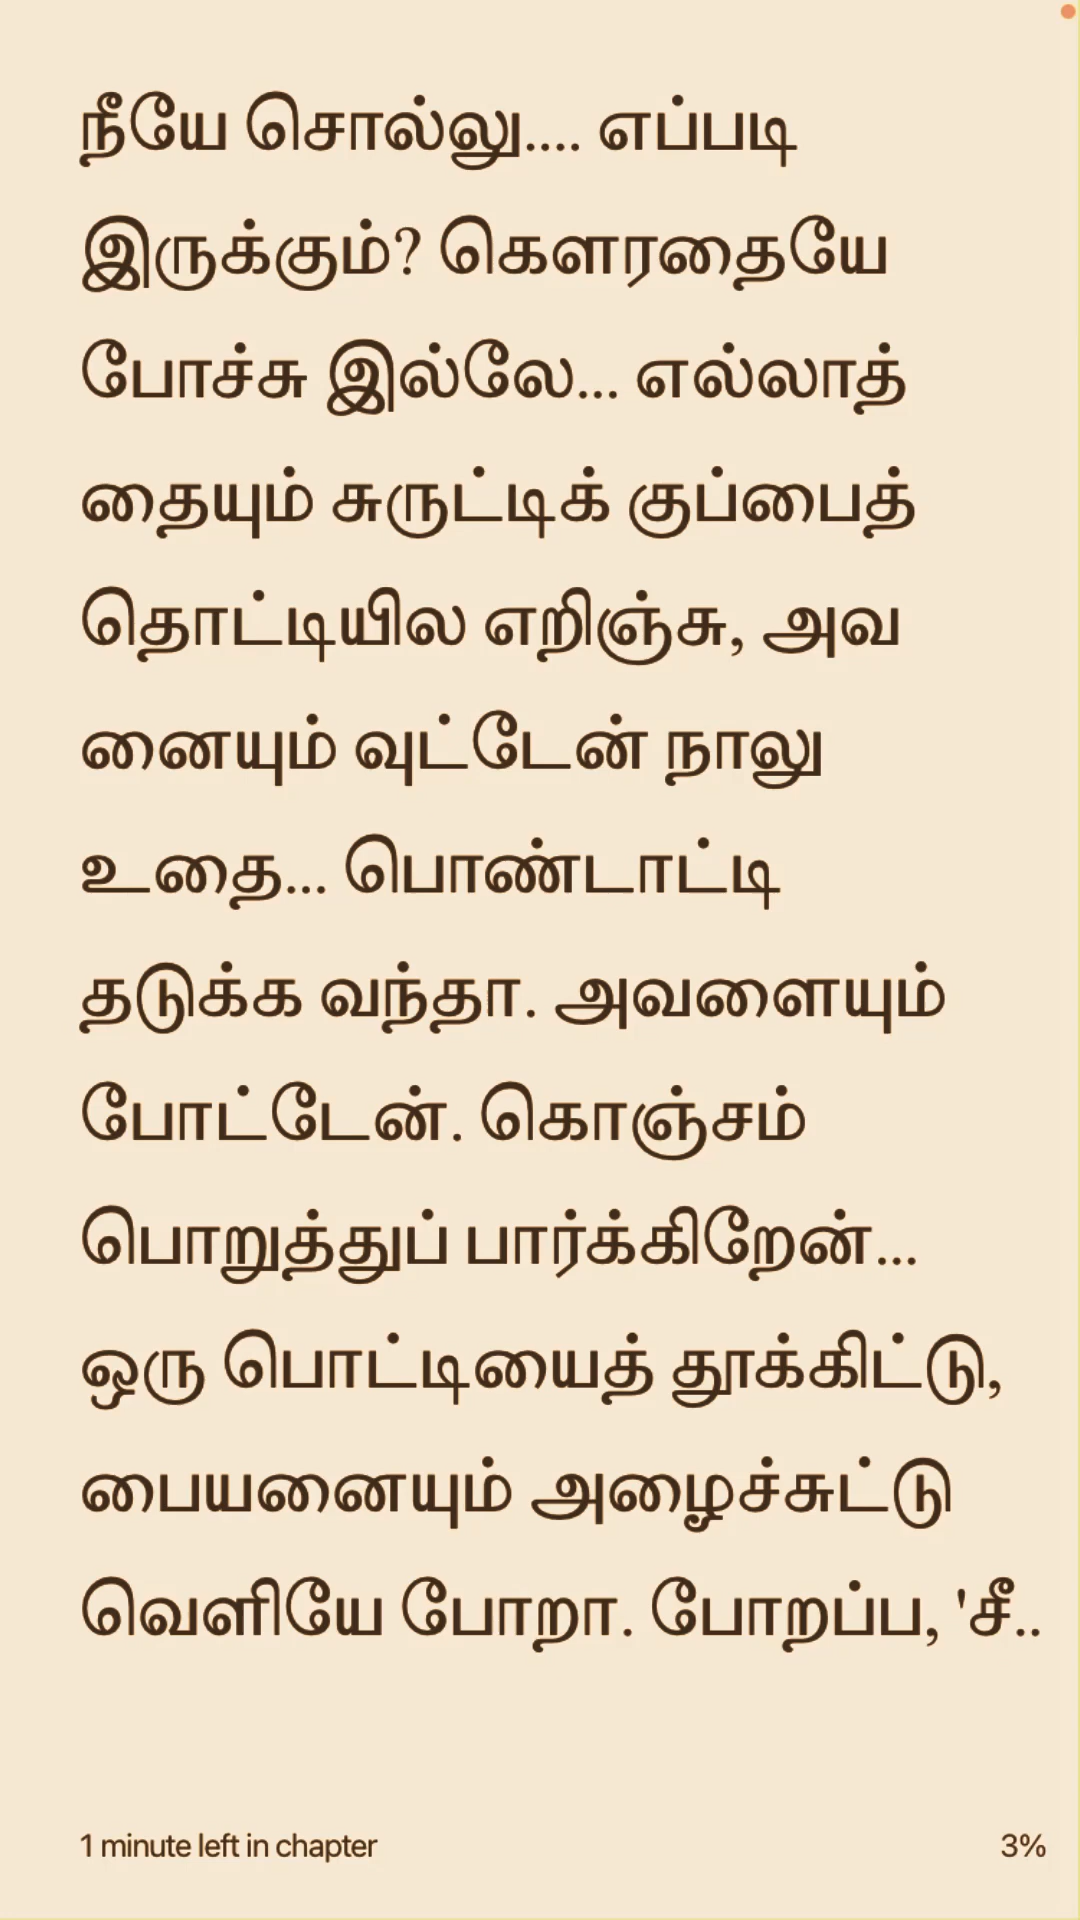 நீயே சொல்லு.... எப்படி
இருக்கும்? கௌரதையே
போச்சு இல்லே... எல்லாத்
தையும் சுருட்டிக் குப்பைத்
தொட்டியில எறிஞ்சு, அவ
னையும் வுட்டேன் நாலு
உதை... பொண்டாட்டி
தடுக்க வந்தா. அவளையும்
போட்டேன். கொஞ்சம்
பொறுத்துப் பார்க்கிறேன்...
ஒரு பொட்டியைத் தூக்கிட்டு,
பையனையும் அழைச்சுட்டு
வெளியே போறா. போறப்ப, 'சீ..
1 minute left in chapter
3%